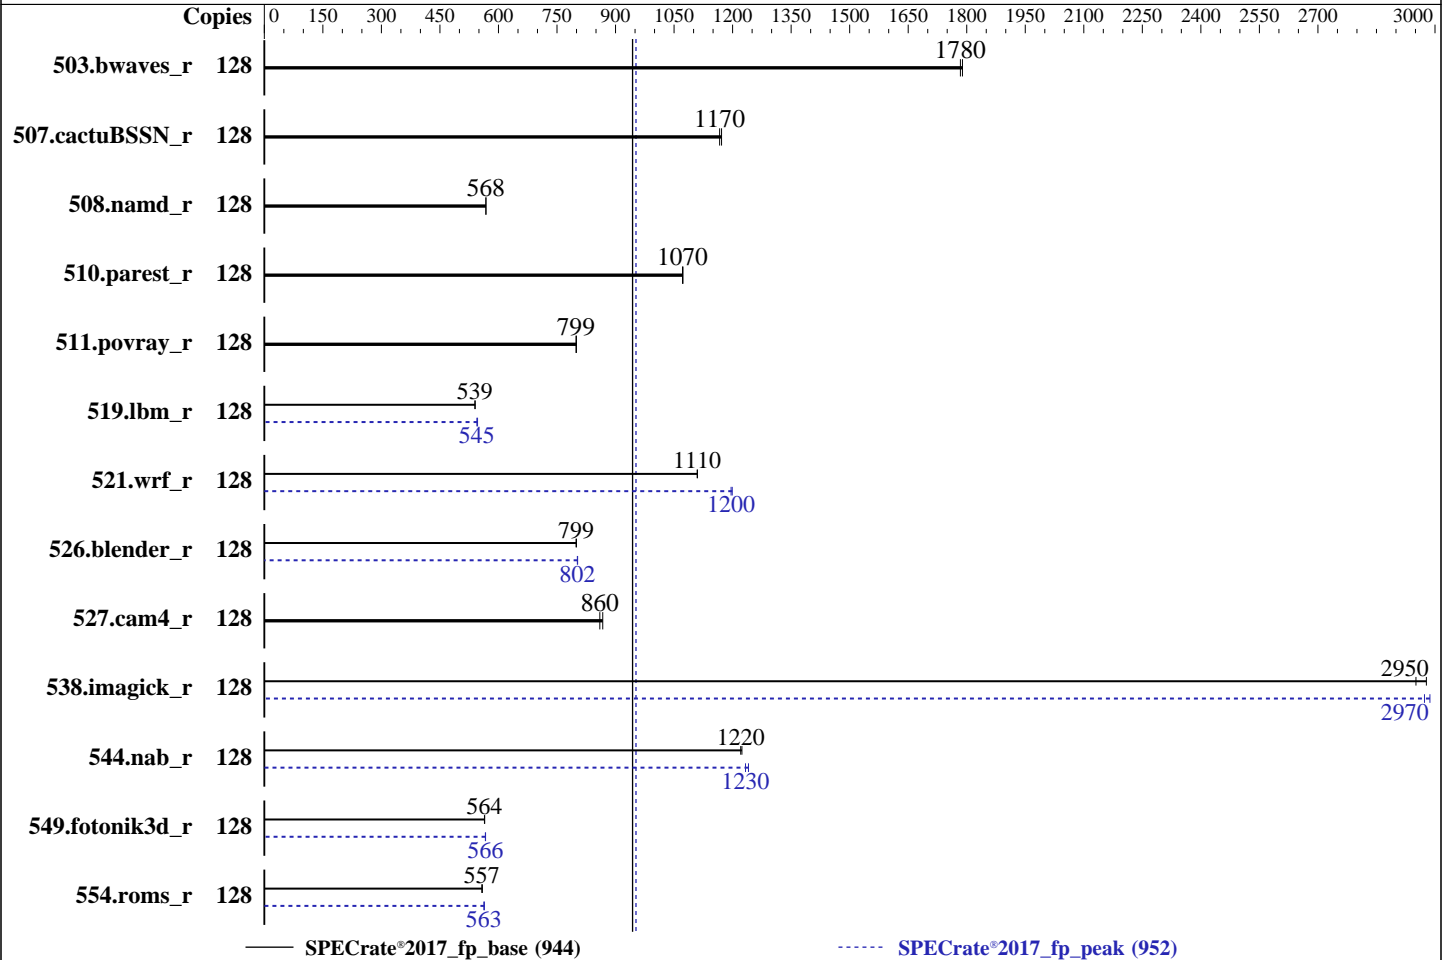 Copies 0 150 300 450 600 750 900 1050 1200 1350 1500 1650 1800 1950 2100 2250 2400 2550 2700 3000
1780
503.bwaves_r 128
1170
507.cactuBSSN_r 128
568
508.namd_r 128
1070
510.parest_r 128
799
511.povray_r 128
539
519.lbm_r 128
545
1110
521.wrf_r 128
1200
799
526.blender_r 128
802
860
527.cam4_r 128
2950
538.imagick_r 128
2970
1220
544.nab_r 128
1230
564
549.fotonik3d_r 128
566
557
554.roms_r 128
563
SPECrate®2017_fp_base (944) SPECrate®2017_fp_peak (952)